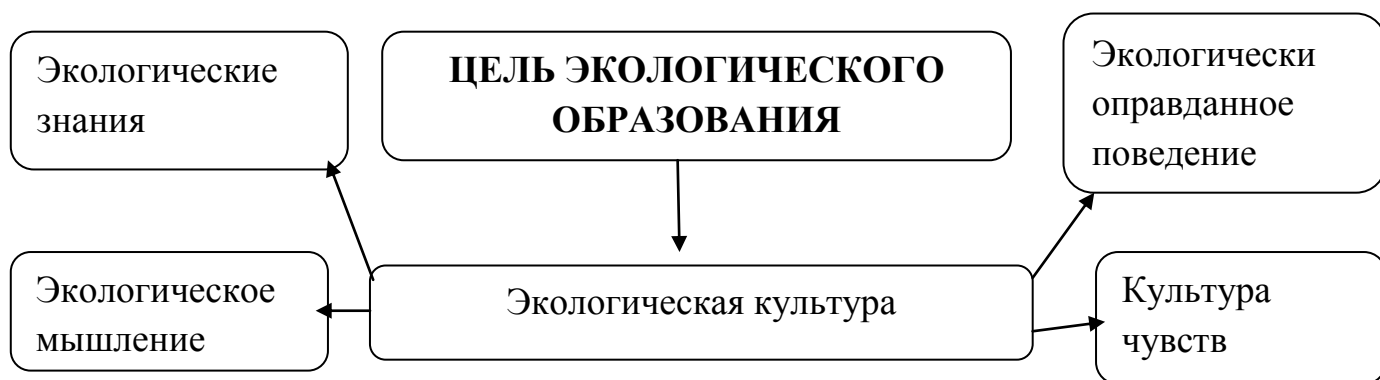 Экологические
знания
ЦЕЛЬ ЭКОЛОГИЧЕСКОГО
ОБРАЗОВАНИЯ
Экологически
оправданное
поведение
Экологическое
мышление
Экологическая культура
Культура
чувств